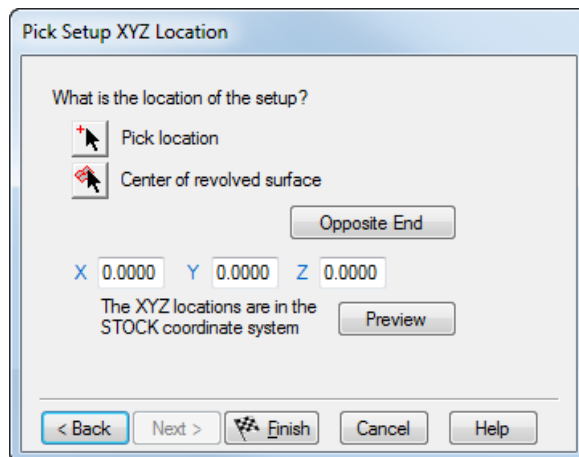 Pick Setup XYZ Location
What is the location of the setup?
Pick location
Center of revolved surface
Opposite End
X 0.0000 Y 0.0000 Z 0.0000
The XYZ locations are in the
STOCK coordinate system
Preview
< Back Next > Finish Cancel Help